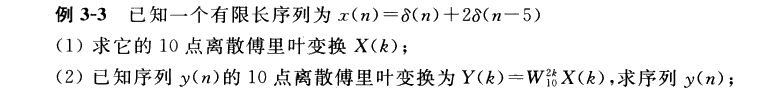 例 3-3 已知一个有限长序列为 x(n)=δ(n)+2δ(n-5)
(1) 求它的 10 点离散傅里叶变换 X(k);
(2) 已知序列 y(n)的 10 点离散傅里叶变换为 Y(k)=W₁₀²ᵏX(k),求序列 y(n);